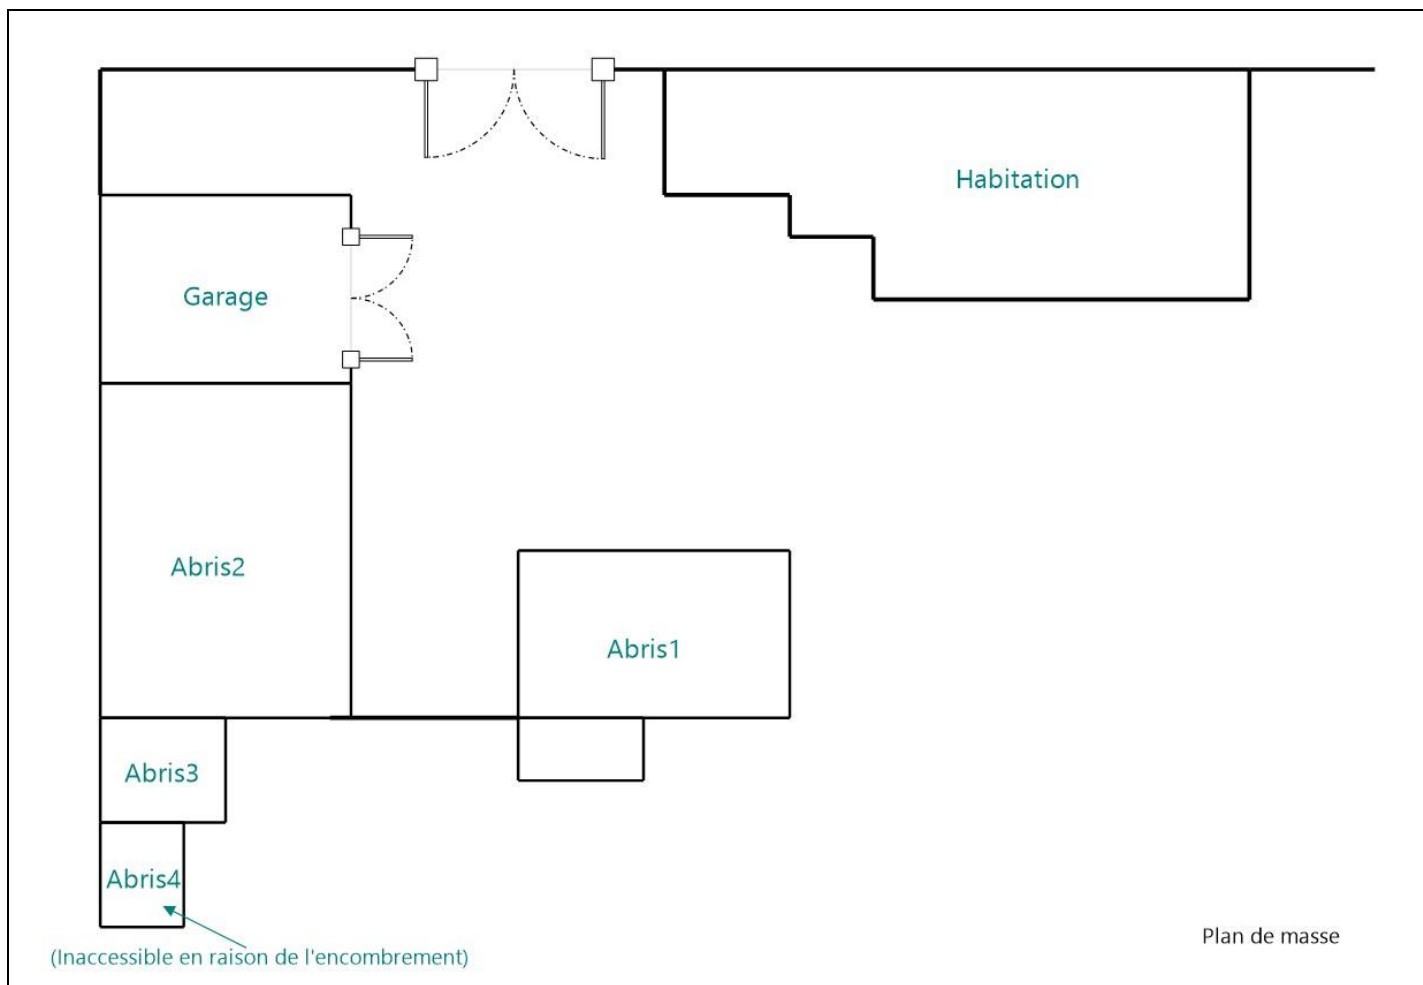 Habitation
Garage
Abris2
Abris1
Abris3
Abris4
(Inaccessible en raison de l'encombrement)
Plan de masse